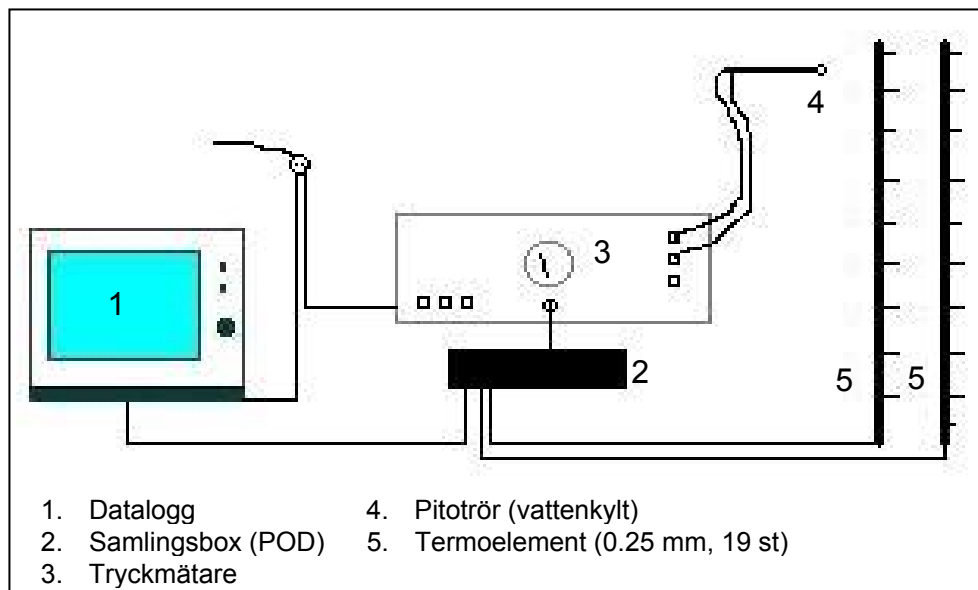 4
3
1
2
5
5
1. Datalogg
2. Samlingsbox (POD)
3. Tryckmätare
4. Pitotrör (vattenkylt)
5. Termoelement (0.25 mm, 19 st)